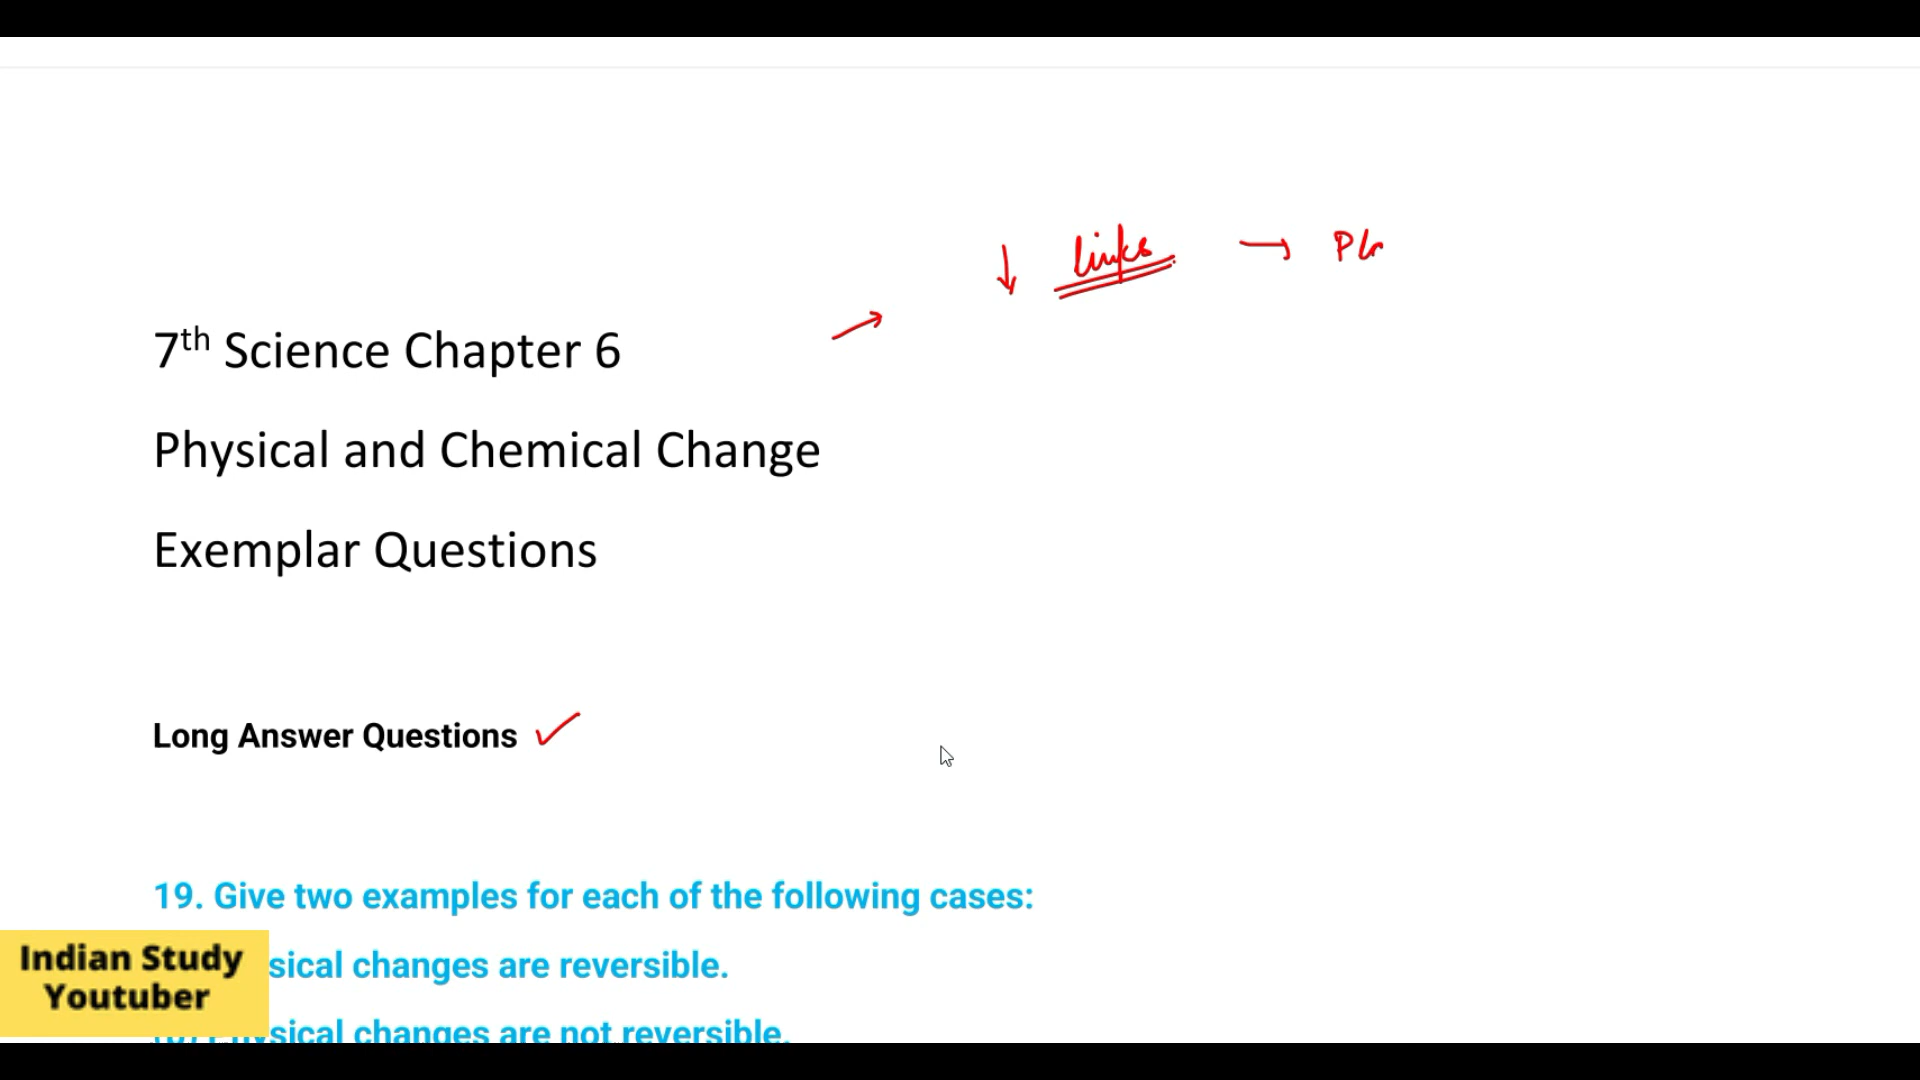 links
7th Science Chapter 6
Physical and Chemical Change
Exemplar Questions
Long Answer Questions
19. Give two examples for each of the following cases:
sical changes are reversible.
sical changes are not reversible.
Indian Study
Youtuber